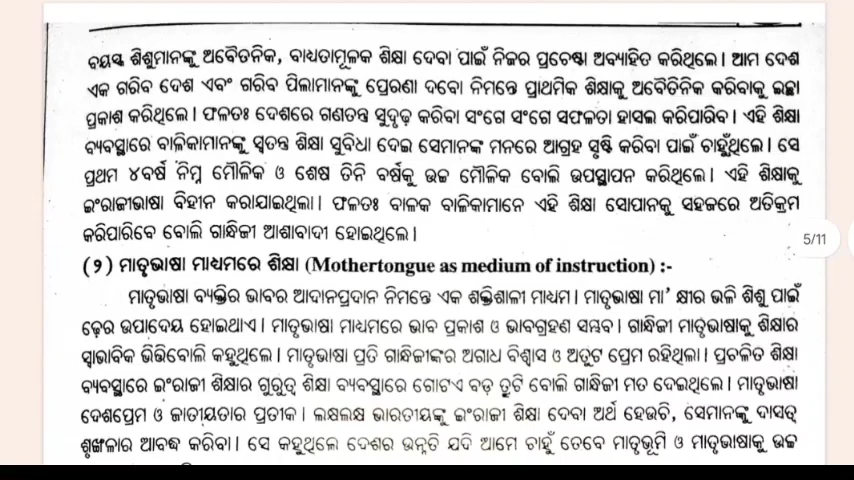 ବୟସ୍କ ଶିଶୁମାନଙ୍କୁ ଅବୈତନିକ, ବାଧ୍ୟତାମୂଳକ ଶିକ୍ଷା ଦେବା ପାଇଁ ନିଜର ପ୍ରଚେଷ୍ଟା ଅବ୍ୟାହତ କରିଥିଲେ। ଆମ ଦେଶ
ଏକ ଗରିବ ଦେଶ ଏବଂ ଗରିବ ପିଲାମାନଙ୍କୁ ପ୍ରେରଣା ଦବୋ ନିମନ୍ତେ ପ୍ରାଥମିକ ଶିକ୍ଷାକୁ ଅବୈତିନିକ କରିବାକୁ ଇଚ୍ଛା
ପ୍ରକାଶ କରିଥିଲେ। ଫଳତଃ ଦେଶରେ ଗଣତନ୍ତ୍ର ସୁଦୃଢ଼ କରିବା ସଂଗେ ସଂଗେ ସଫଳତା ହାସଲ କରିପାରିବ। ଏହି ଶିକ୍ଷା
ବ୍ୟବସ୍ଥାରେ ବାଳିକାମାନଙ୍କୁ ସ୍ୱତନ୍ତ୍ର ଶିକ୍ଷା ସୁବିଧା ଦେଇ ସେମାନଙ୍କ ମନରେ ଆଗ୍ରହ ସୃଷ୍ଟି କରିବା ପାଇଁ ଚାହୁଁଥିଲେ। ସେ
ପ୍ରଥମ ୪ବର୍ଷ ନିମ୍ନ ମୌଳିକ ଓ ଶେଷ ତିନି ବର୍ଷକୁ ଉଚ୍ଚ ମୌଳିକ ବୋଲି ଉପସ୍ଥାପନ କରିଥିଲେ। ଏହି ଶିକ୍ଷାକୁ
ଇଂରାଜୀଭାଷା ବିହୀନ କରାଯାଇଥିଲା। ଫଳତଃ ବାଳକ ବାଳିକାମାନେ ଏହି ଶିକ୍ଷା ସୋପାନକୁ ସହଜରେ ଅତିକ୍ରମ
କରିପାରିବେ ବୋଲି ଗାନ୍ଧିଜୀ ଆଶାବାଦୀ ହୋଇଥିଲେ।
5/11
(୨) ମାତୃଭାଷା ମାଧ୍ୟମରେ ଶିକ୍ଷା (Mothertongue as medium of instruction) :-
ମାତୃଭାଷା ବ୍ୟକ୍ତିର ଭାବର ଆଦାନପ୍ରଦାନ ନିମନ୍ତେ ଏକ ଶକ୍ତିଶାଳୀ ମାଧ୍ୟମ। ମାତୃଭାଷା ମା' କ୍ଷୀର ଭଳି ଶିଶୁ ପାଇଁ
ଢ଼େର ଉପାଦେୟ ହୋଇଥାଏ। ମାତୃଭାଷା ମାଧ୍ୟମରେ ଭାବ ପ୍ରକାଶ ଓ ଭାବଗ୍ରହଣ ସମ୍ଭବ। ଗାନ୍ଧିଜୀ ମାତୃଭାଷାକୁ ଶିକ୍ଷାର
ସ୍ୱାଭାବିକ ଭିତ୍ତିବୋଲି କହୁଥିଲେ। ମାତୃଭାଷା ପ୍ରତି ଗାନ୍ଧିଜୀଙ୍କର ଅଗାଧ ବିଶ୍ୱାସ ଓ ଅତୁଟ ପ୍ରେମ ରହିଥିଲା। ପ୍ରଚଳିତ ଶିକ୍ଷା
ବ୍ୟବସ୍ଥାରେ ଇଂରାଜୀ ଶିକ୍ଷାର ଗୁରୁତ୍ୱ ଶିକ୍ଷା ବ୍ୟବସ୍ଥାରେ ଗୋଟଏ ବଡ଼ ତ୍ରୁଟି ବୋଲି ଗାନ୍ଧିଜୀ ମତ ଦେଇଥିଲେ। ମାତୃଭାଷା
ଦେଶପ୍ରେମ ଓ ଜାତୀୟତାର ପ୍ରତୀକ। ଲକ୍ଷଲକ୍ଷ ଭାରତୀୟଙ୍କୁ ଇଂରାଜୀ ଶିକ୍ଷା ଦେବା ଅର୍ଥ ହେଉଚି, ସେମାନଙ୍କୁ ଦାସତ୍ୱ
ଶୃଙ୍ଖଳାର ଆବଦ୍ଧ କରିବା। ସେ କହୁଥିଲେ ଦେଶର ଉନ୍ନତି ଯଦି ଆମେ ଚାହୁଁ ତେବେ ମାତୃଭୂମି ଓ ମାତୃଭାଷାକୁ ଉଚ୍ଚ